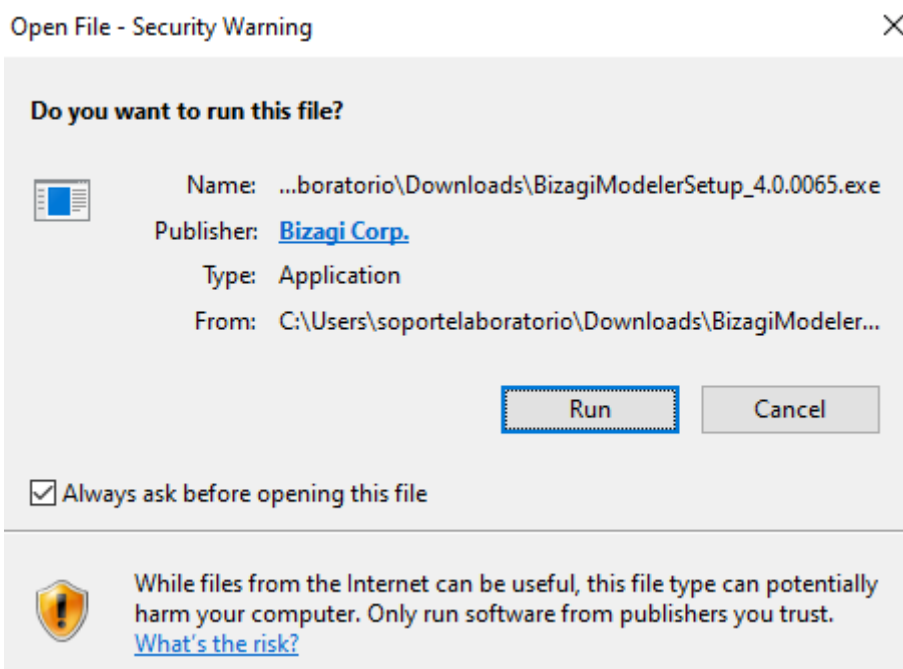 Open File - Security Warning
Do you want to run this file?
Name: ...boratorio\Downloads\BizagiModelerSetup_4.0.0065.exe
Publisher: Bizagi Corp.
Type: Application
From: C:\Users\soportelaboratorio\Downloads\BizagiModeler...
Run Cancel
Always ask before opening this file
While files from the Internet can be useful, this file type can potentially
harm your computer. Only run software from publishers you trust.
What's the risk?